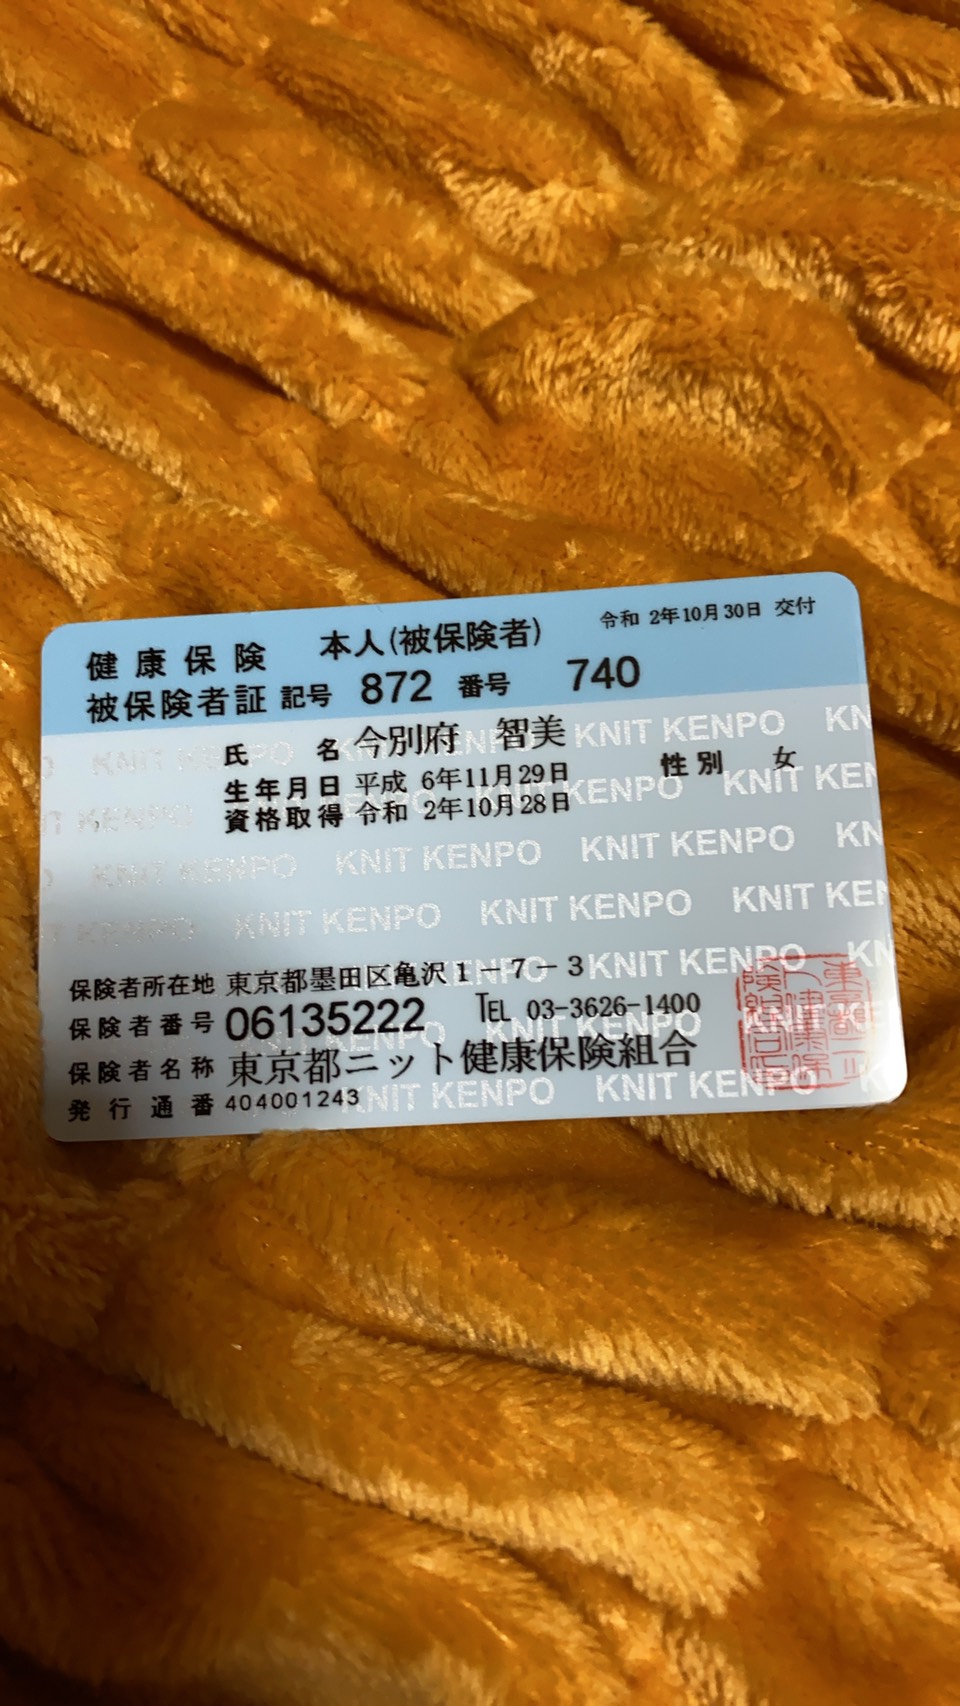 令和 2年10月30日 交付
健康保険 本人(被保険者)
被保険者証 記号 872 番号 740
氏 名 今別府 智美
生年月日 平成 6年11月29日 性別 女
資格取得 令和 2年10月28日
保険者所在地 東京都墨田区亀沢1-7-3
保険者番号 06135222 TEL 03-3626-1400
保険者名称 東京都ニット健康保険組合
発行通番 404001243
KNIT KENPO